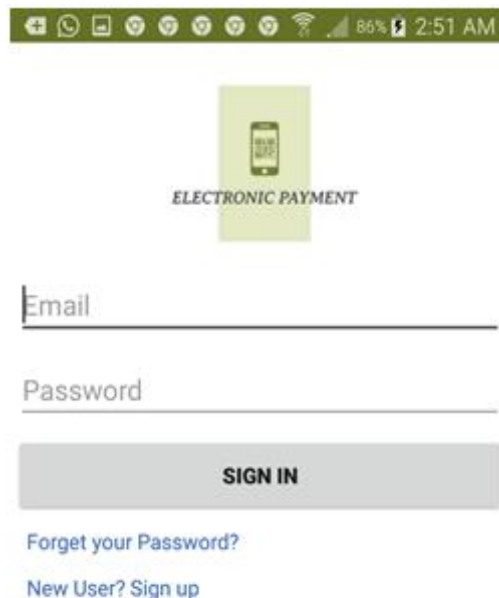 86% 2:51 AM
ELECTRONIC PAYMENT
Email
Password
SIGN IN
Forget your Password?
New User? Sign up